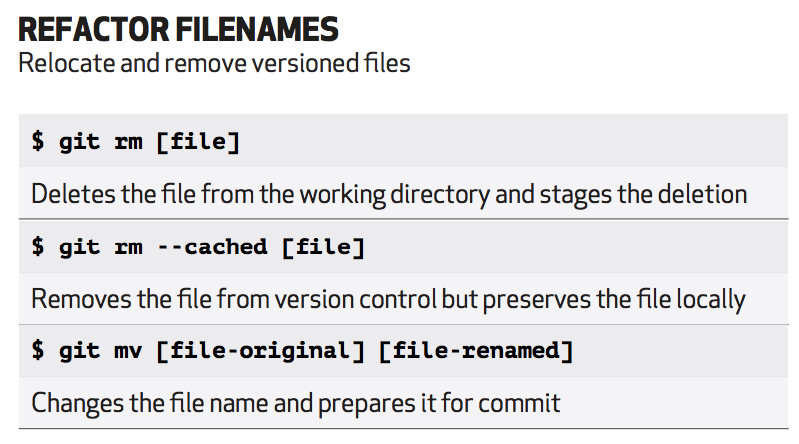 REFACTOR FILENAMES
Relocate and remove versioned files
$ git rm [file]
Deletes the file from the working directory and stages the deletion
$ git rm --cached [file]
Removes the file from version control but preserves the file locally
$ git mv [file-original] [file-renamed]
Changes the file name and prepares it for commit